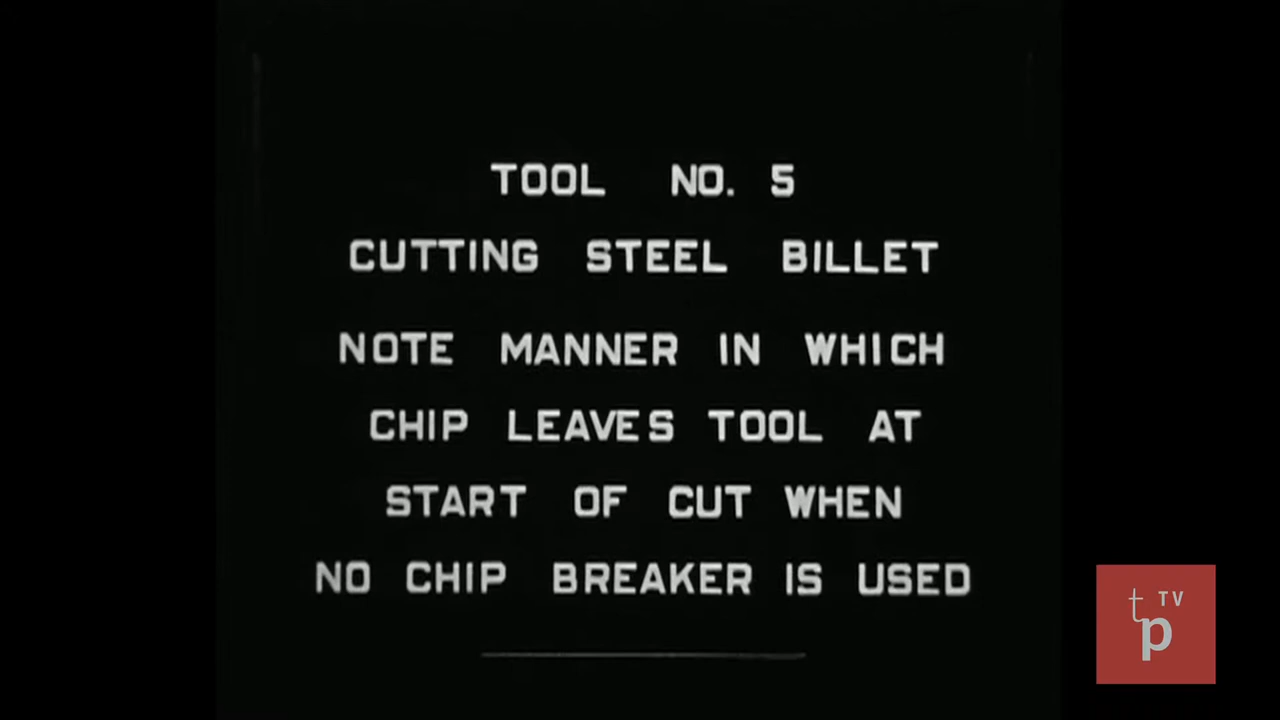 TOOL NO. 5
CUTTING STEEL BILLET
NOTE MANNER IN WHICH
CHIP LEAVES TOOL AT
START OF CUT WHEN
NO CHIP BREAKER IS USED
tp TV